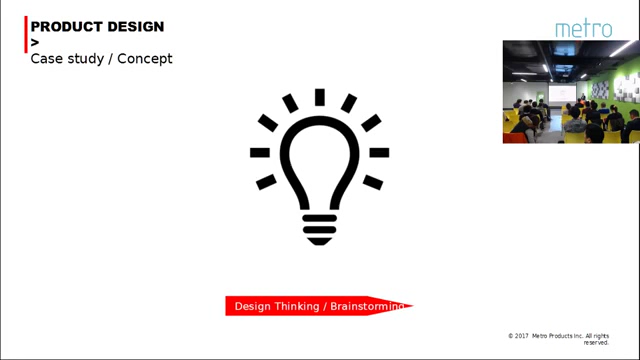 PRODUCT DESIGN
>
Case study / Concept
metro
Design Thinking / Brainstorming
© 2017 Metro Products Inc. All rights
reserved.